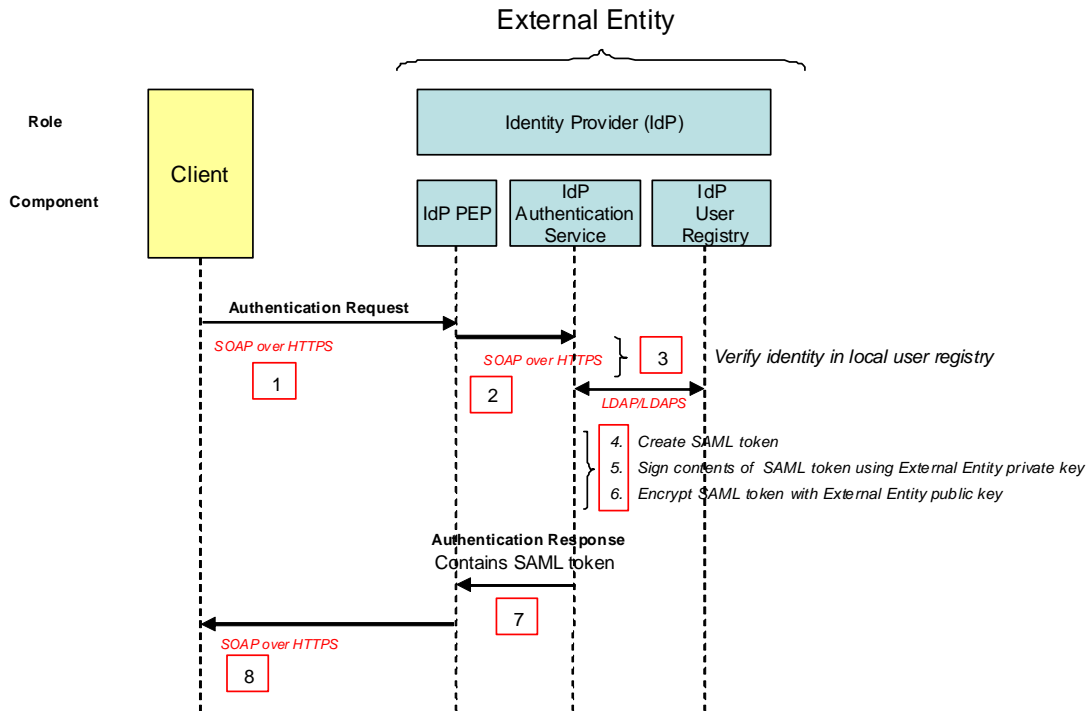 External Entity
Role
Identity Provider (IdP)
Client
Component
IdP PEP
IdP
Authentication
Service
IdP
User
Registry
Authentication Request
SOAP over HTTPS
1
SOAP over HTTPS
2
3
Verify identity in local user registry
LDAP/LDAPS
4. Create SAML token
5. Sign contents of SAML token using External Entity private key
6. Encrypt SAML token with External Entity public key
Authentication Response
Contains SAML token
7
SOAP over HTTPS
8